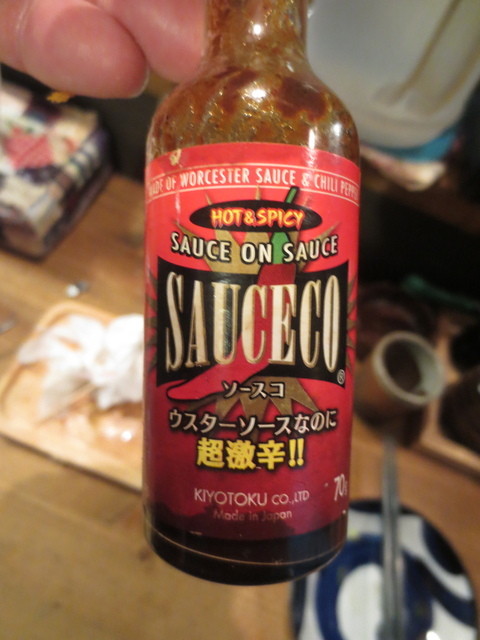 MADE OF WORCESTER SAUCE & CHILI PEPPER
HOT&SPICY
SAUCE ON SAUCE
SAUCECO®
ソースコ
ウスターソースなのに
超激辛!!
KIYOTOKU CO.,LTD
70g
Made in Japan